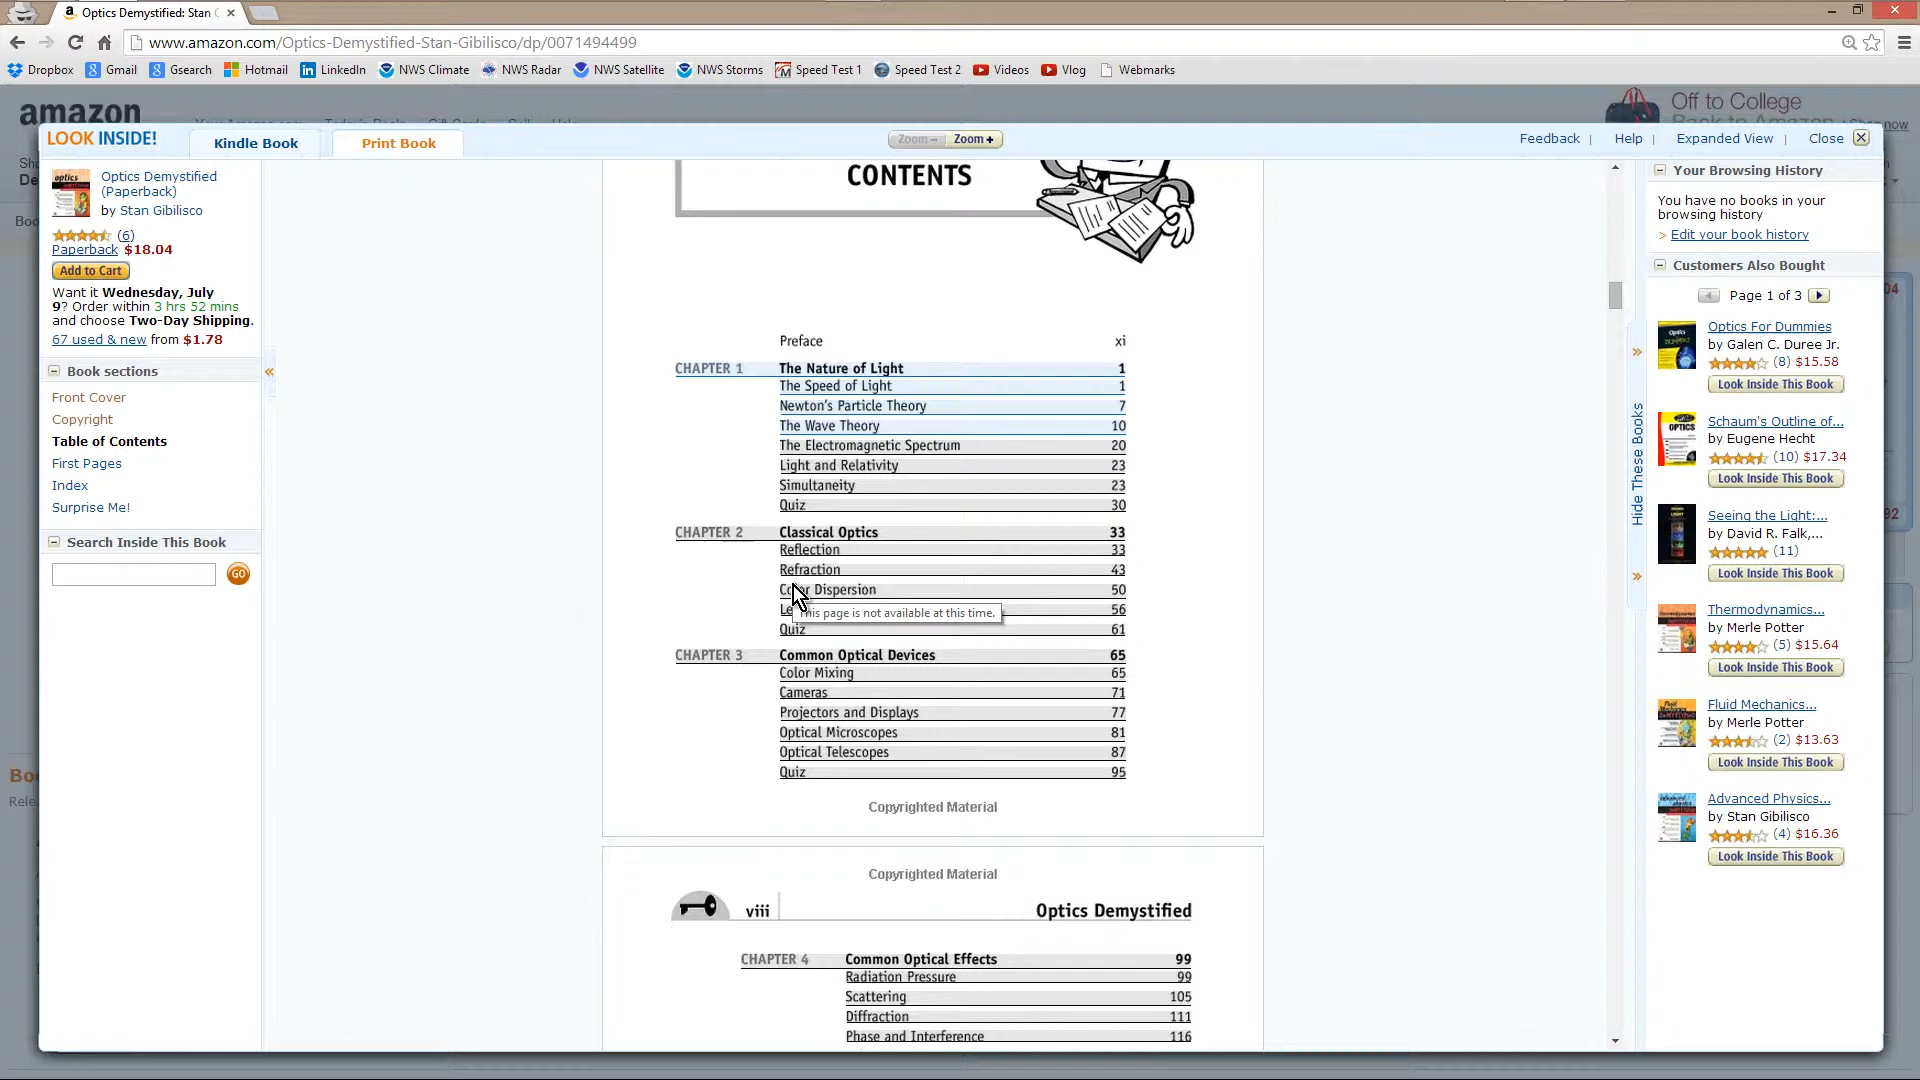 Optics Demystified: Stan G
www.amazon.com/Optics-Demystified-Stan-Gibilisco/dp/0071494499
Dropbox Gmail Gsearch Hotmail LinkedIn NWS Climate NWS Radar NWS Satellite NWS Storms Speed Test 1 Speed Test 2 Videos Vlog Webmarks
amazon
Off to College
LOOK INSIDE!
Kindle Book
Print Book
Zoom -
Zoom +
Feedback | Help | Expanded View | Close
Optics Demystified
(Paperback)
by Stan Gibilisco
(6)
Paperback $18.04
Add to Cart
Want it Wednesday, July
9? Order within 3 hrs 52 mins
and choose Two-Day Shipping.
67 used & new from $1.78
Book sections
Front Cover
Copyright
Table of Contents
First Pages
Index
Surprise Me!
Search Inside This Book
GO
CONTENTS
Preface xi
CHAPTER 1 The Nature of Light 1
The Speed of Light 1
Newton's Particle Theory 7
The Wave Theory 10
The Electromagnetic Spectrum 20
Light and Relativity 23
Simultaneity 23
Quiz 30
CHAPTER 2 Classical Optics 33
Reflection 33
Refraction 43
Color Dispersion 50
Le 56
This page is not available at this time.
Quiz 61
CHAPTER 3 Common Optical Devices 65
Color Mixing 65
Cameras 71
Projectors and Displays 77
Optical Microscopes 81
Optical Telescopes 87
Quiz 95
Copyrighted Material
Copyrighted Material
viii Optics Demystified
CHAPTER 4 Common Optical Effects 99
Radiation Pressure 99
Scattering 105
Diffraction 111
Phase and Interference 116
Hide These Books
Your Browsing History
You have no books in your
browsing history
> Edit your book history
Customers Also Bought
Page 1 of 3
Optics For Dummies
by Galen C. Duree Jr.
(8) $15.58
Look Inside This Book
Schaum's Outline of...
by Eugene Hecht
(10) $17.34
Look Inside This Book
Seeing the Light:...
by David R. Falk,...
(11)
Look Inside This Book
Thermodynamics...
by Merle Potter
(5) $15.64
Look Inside This Book
Fluid Mechanics...
by Merle Potter
(2) $13.63
Look Inside This Book
Advanced Physics...
by Stan Gibilisco
(4) $16.36
Look Inside This Book